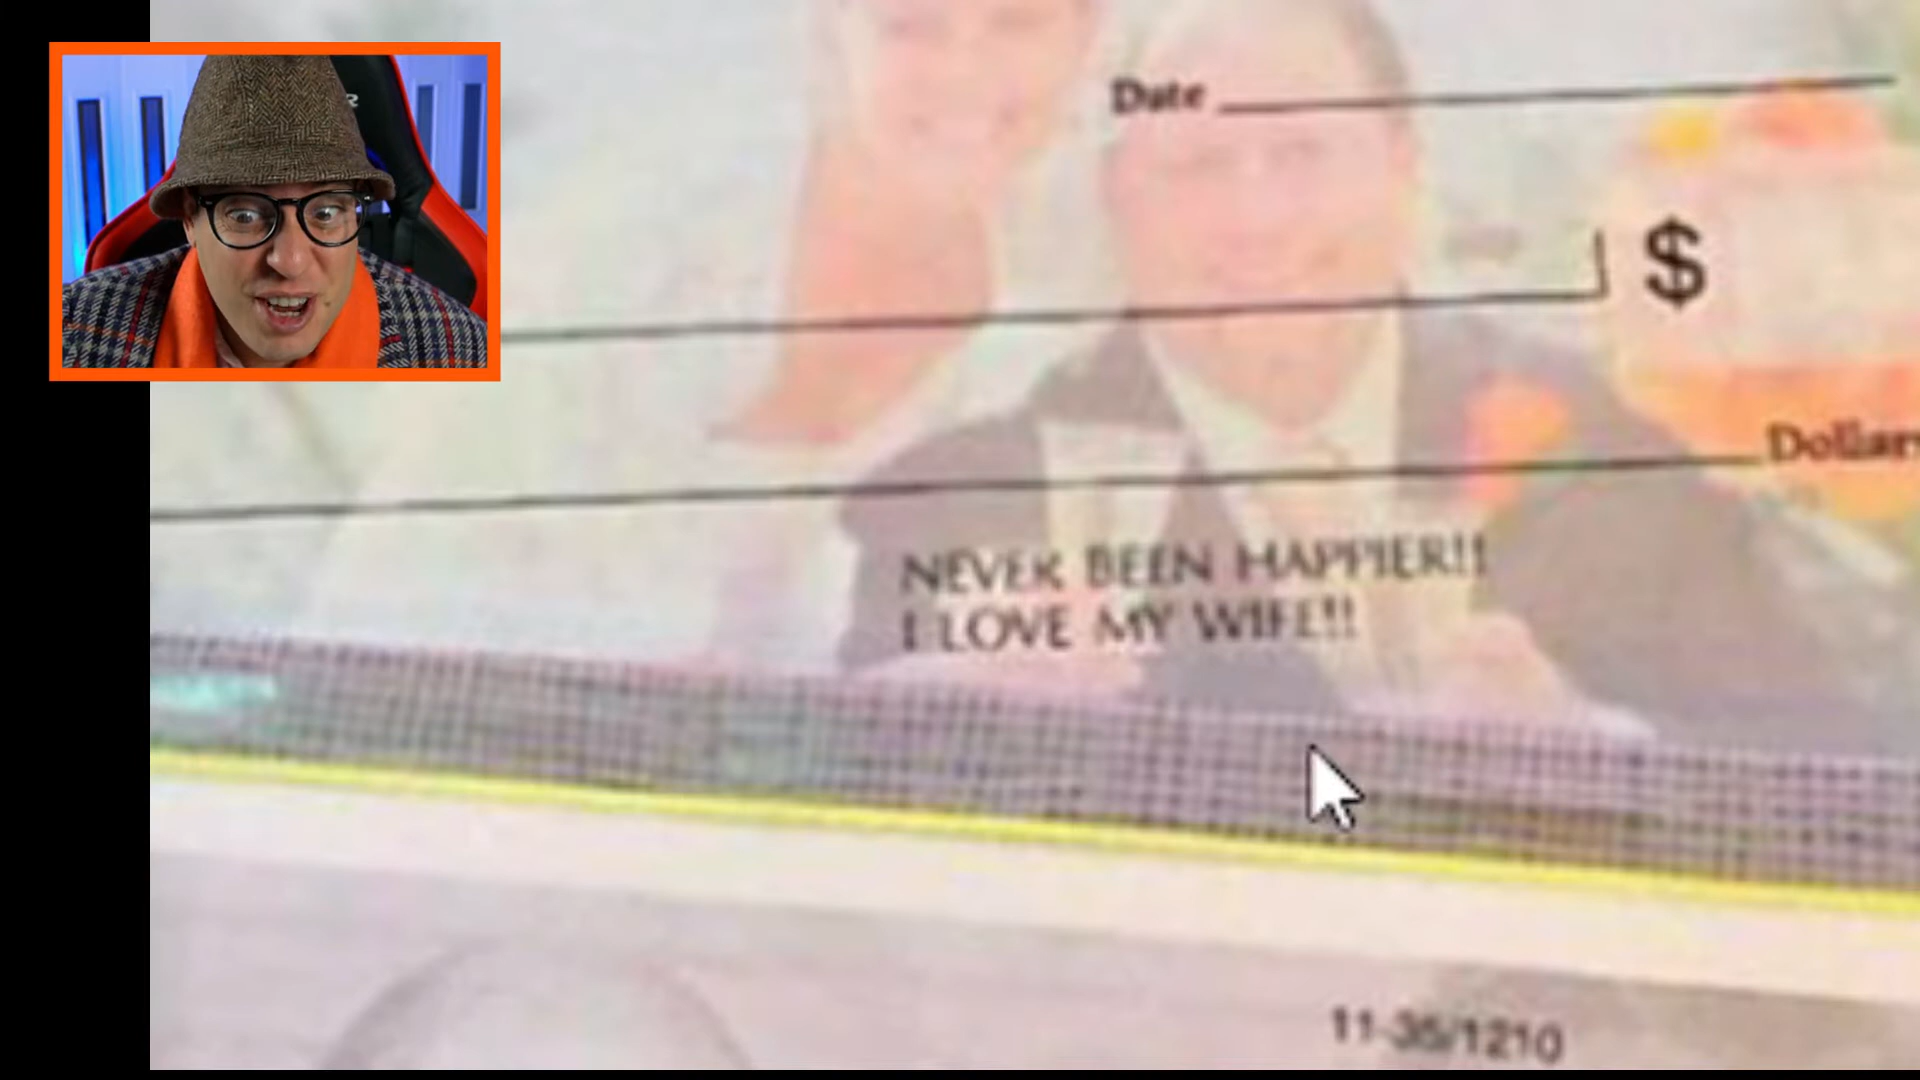 Date
$
Dollars
NEVER BEEN HAPPIER!!
I LOVE MY WIFE!!
11-35/1210